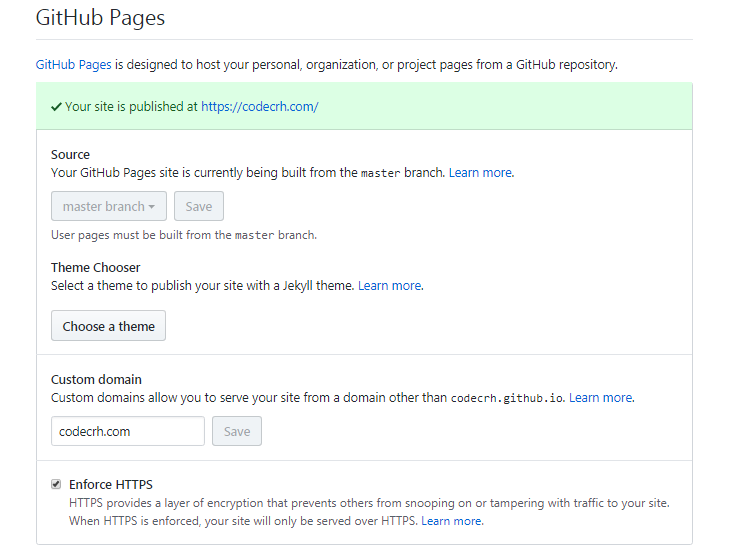 GitHub Pages
GitHub Pages is designed to host your personal, organization, or project pages from a GitHub repository.
✔ Your site is published at https://codecrh.com/
Source
Your GitHub Pages site is currently being built from the master branch. Learn more.
master branch Save
User pages must be built from the master branch.
Theme Chooser
Select a theme to publish your site with a Jekyll theme. Learn more.
Choose a theme
Custom domain
Custom domains allow you to serve your site from a domain other than codecrh.github.io. Learn more.
codecrh.com Save
Enforce HTTPS
HTTPS provides a layer of encryption that prevents others from snooping on or tampering with traffic to your site.
When HTTPS is enforced, your site will only be served over HTTPS. Learn more.